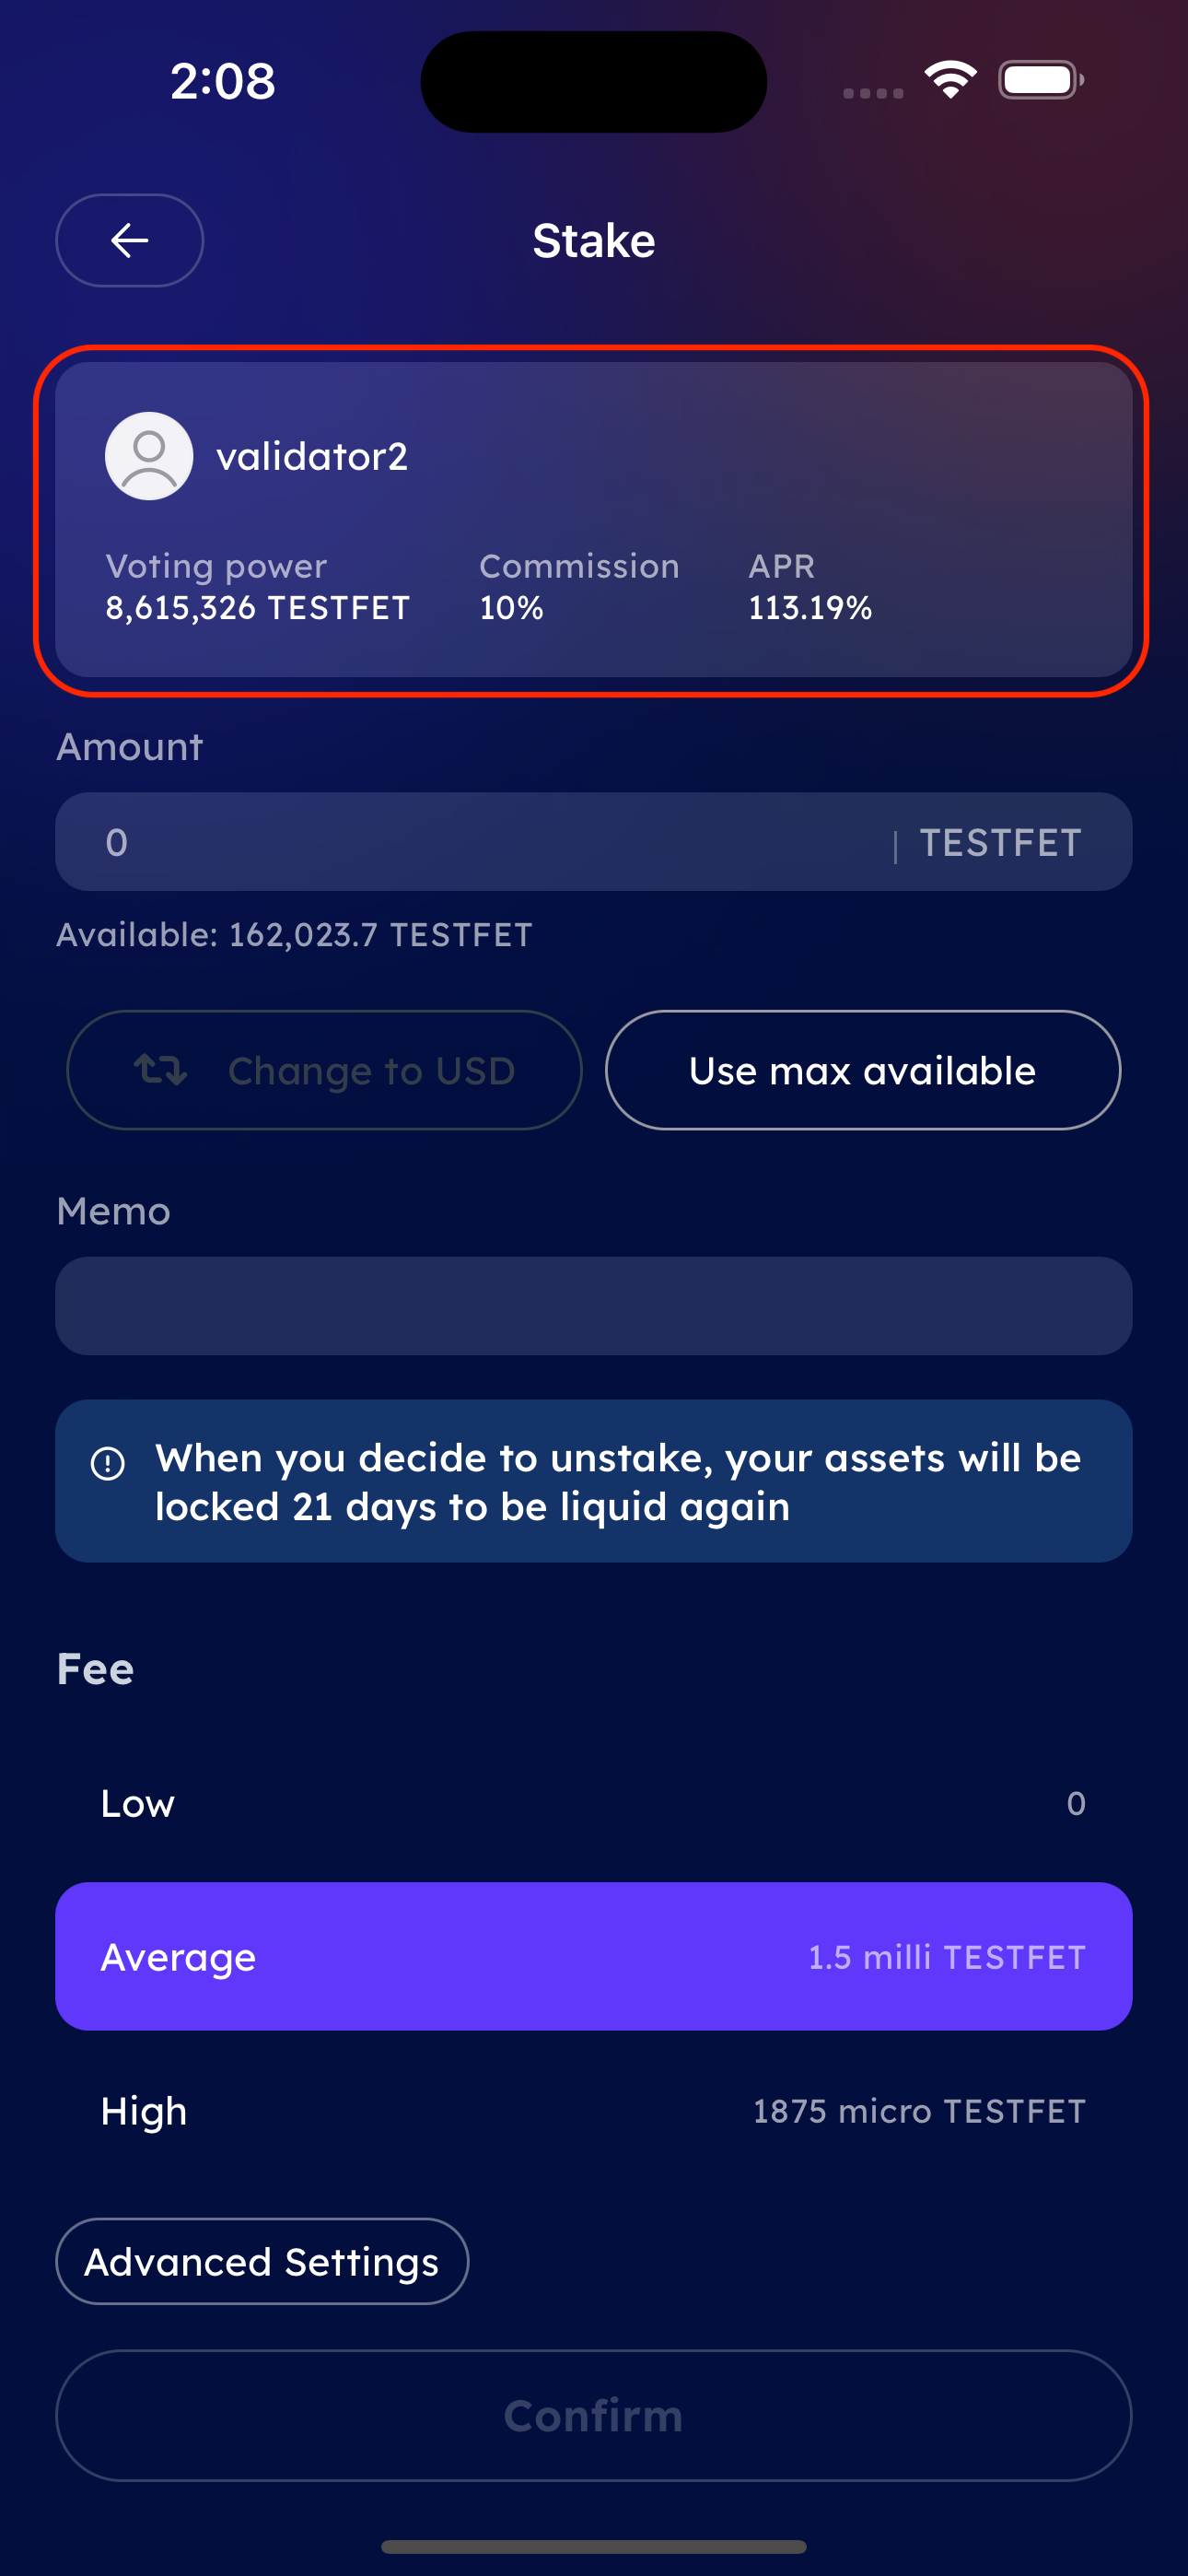 2:08
Stake
validator2
Voting power Commission APR
8,615,326 TESTFET 10% 113.19%
Amount
0 | TESTFET
Available: 162,023.7 TESTFET
Change to USD Use max available
Memo
When you decide to unstake, your assets will be
locked 21 days to be liquid again
Fee
Low 0
Average 1.5 milli TESTFET
High 1875 micro TESTFET
Advanced Settings
Confirm